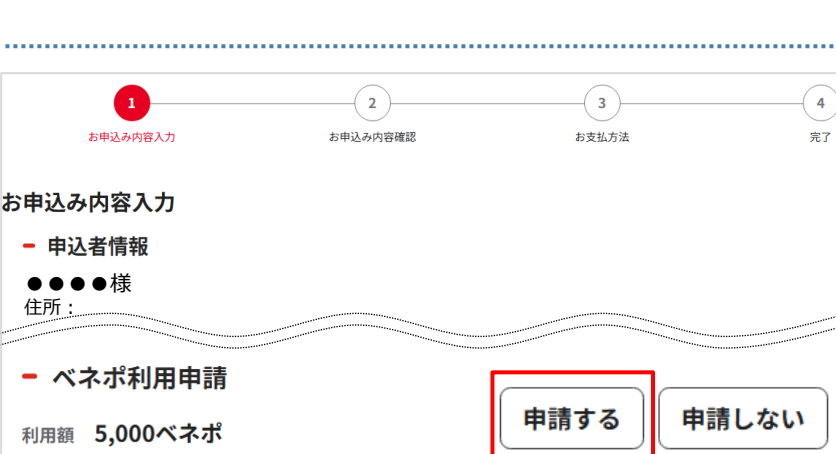 1 2 3 4
お申込み内容入力 お申込み内容確認 お支払方法 完了
お申込み内容入力
申込者情報
●●●●様
住所：
ベネポ利用申請
利用額 5,000ベネポ 申請する 申請しない